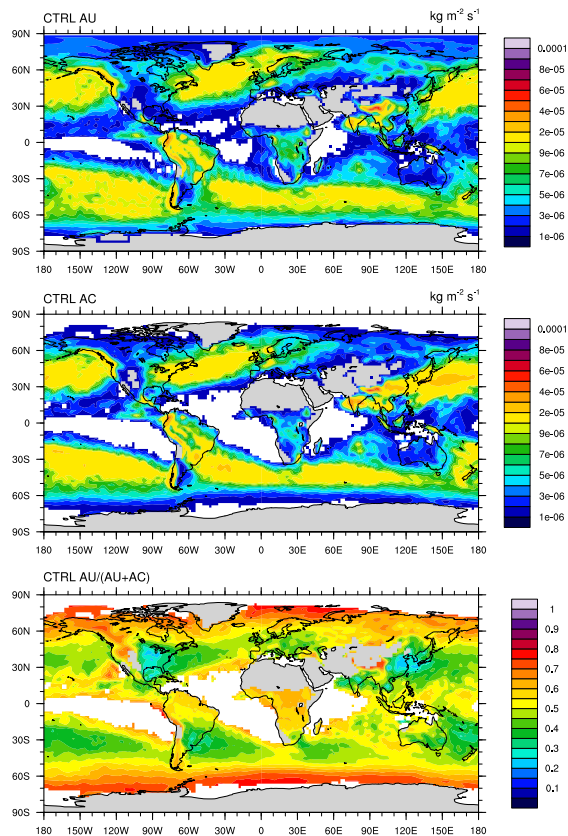 CTRL AU kg m⁻² s⁻¹
90N
60N
30N
0
30S
60S
90S
180 150W 120W 90W 60W 30W 0 30E 60E 90E 120E 150E 180
0.0001
8e-05
6e-05
4e-05
2e-05
9e-06
7e-06
5e-06
3e-06
1e-06
CTRL AC kg m⁻² s⁻¹
90N
60N
30N
0
30S
60S
90S
180 150W 120W 90W 60W 30W 0 30E 60E 90E 120E 150E 180
0.0001
8e-05
6e-05
4e-05
2e-05
9e-06
7e-06
5e-06
3e-06
1e-06
CTRL AU/(AU+AC)
90N
60N
30N
0
30S
60S
90S
180 150W 120W 90W 60W 30W 0 30E 60E 90E 120E 150E 180
1
0.9
0.8
0.7
0.6
0.5
0.4
0.3
0.2
0.1